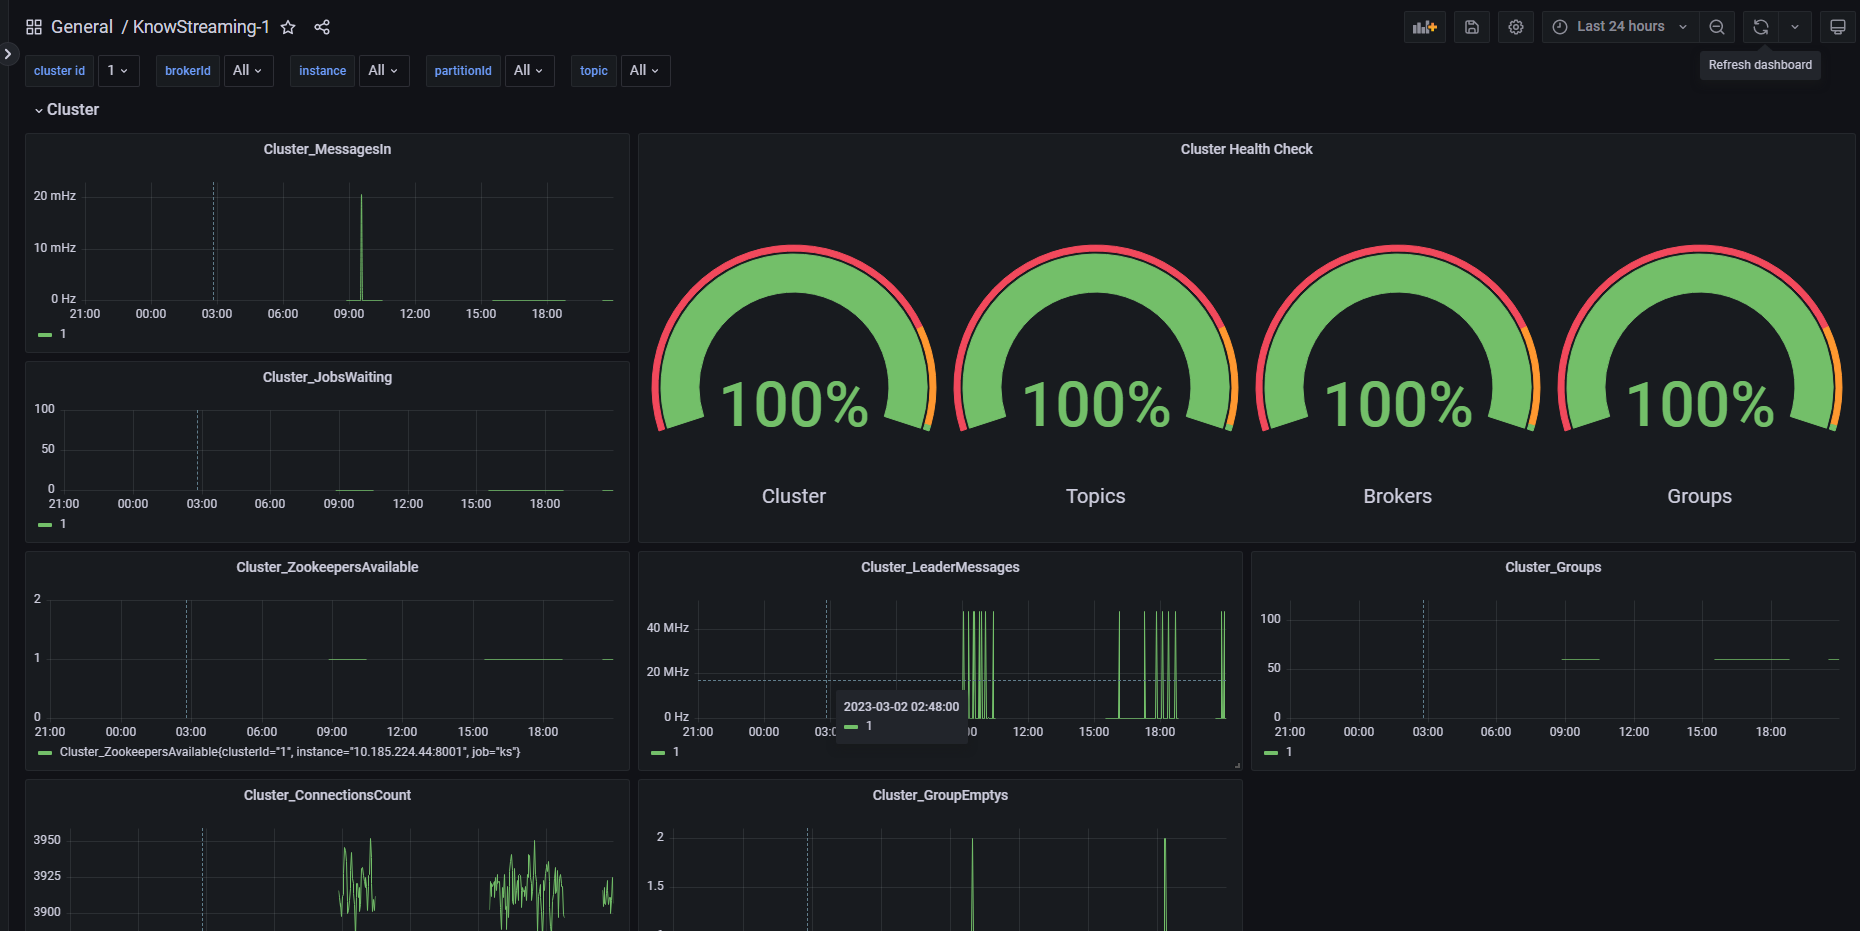 General / KnowStreaming-1
Last 24 hours
Refresh dashboard
cluster id 1 brokerId All instance All partitionId All topic All
Cluster
Cluster_MessagesIn
20 mHz
10 mHz
0 Hz
21:00 00:00 03:00 06:00 09:00 12:00 15:00 18:00
1
Cluster Health Check
100% 100% 100% 100%
Cluster Topics Brokers Groups
Cluster_JobsWaiting
100
50
0
21:00 00:00 03:00 06:00 09:00 12:00 15:00 18:00
1
Cluster_ZookeepersAvailable
2
1
0
21:00 00:00 03:00 06:00 09:00 12:00 15:00 18:00
Cluster_ZookeepersAvailable{clusterId="1", instance="10.185.224.44:8001", job="ks"}
Cluster_LeaderMessages
40 MHz
20 MHz
0 Hz
2023-03-02 02:48:00
1
21:00 00:00 12:00 15:00 18:00
1
Cluster_Groups
100
50
0
21:00 00:00 03:00 06:00 09:00 12:00 15:00 18:00
1
Cluster_ConnectionsCount
3950
3925
3900
Cluster_GroupEmptys
2
1.5